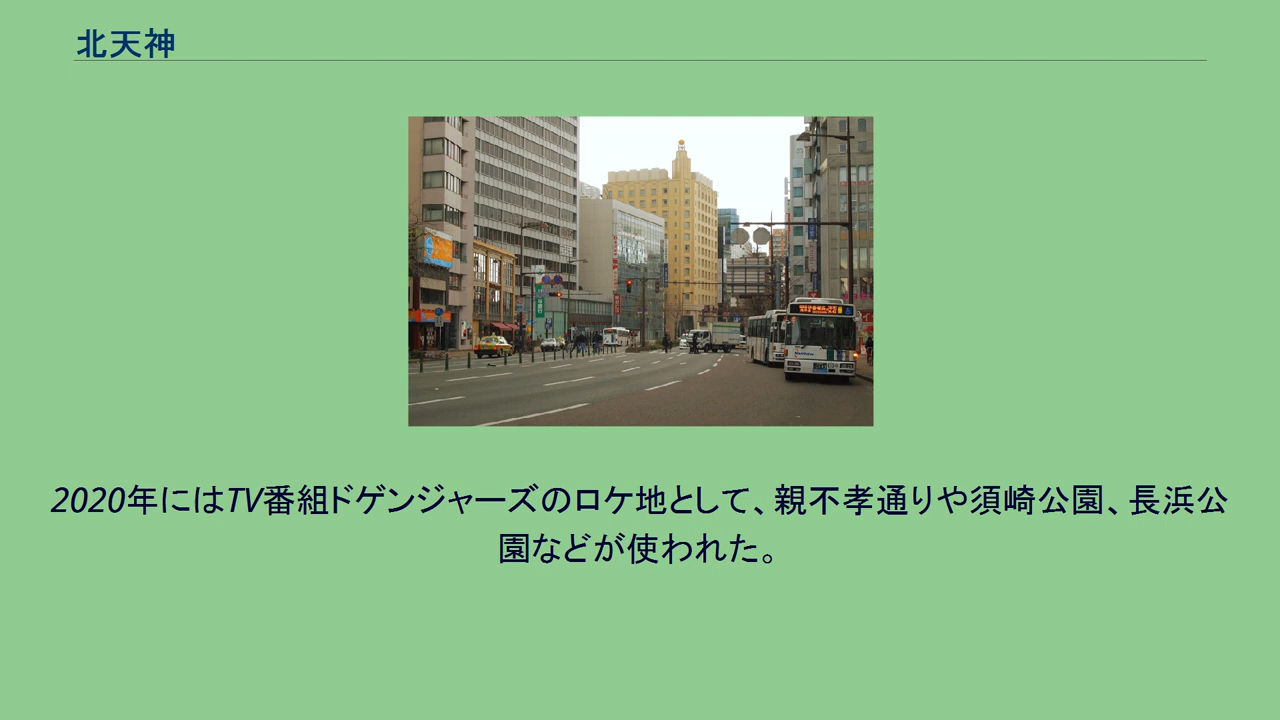 北天神
2020年にはTV番組ドゲンジャーズのロケ地として、親不孝通りや須崎公園、長浜公
園などが使われた。